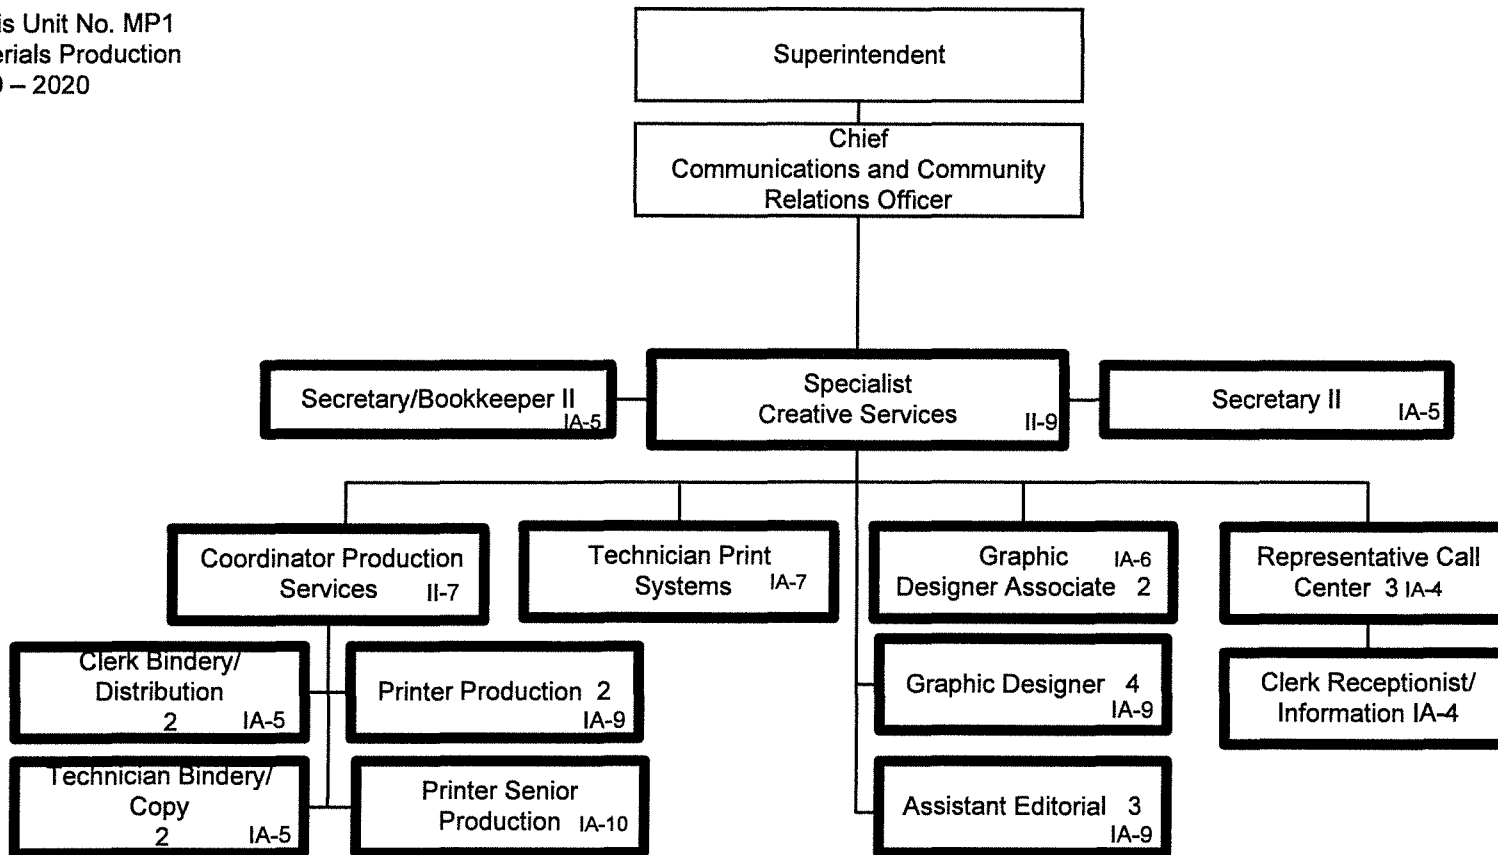 is Unit No. MP1
erials Production
– 2020
Superintendent
Chief
Communications and Community
Relations Officer
Secretary/Bookkeeper II
IA-5
Specialist
Creative Services
II-9
Secretary II
IA-5
Coordinator Production
Services II-7
Technician Print
Systems IA-7
Graphic IA-6
Designer Associate 2
Representative Call
Center 3 IA-4
Clerk Bindery/
Distribution
2 IA-5
Printer Production 2
IA-9
Graphic Designer 4
IA-9
Clerk Receptionist/
Information IA-4
Technician Bindery/
Copy
2 IA-5
Printer Senior
Production IA-10
Assistant Editorial 3
IA-9